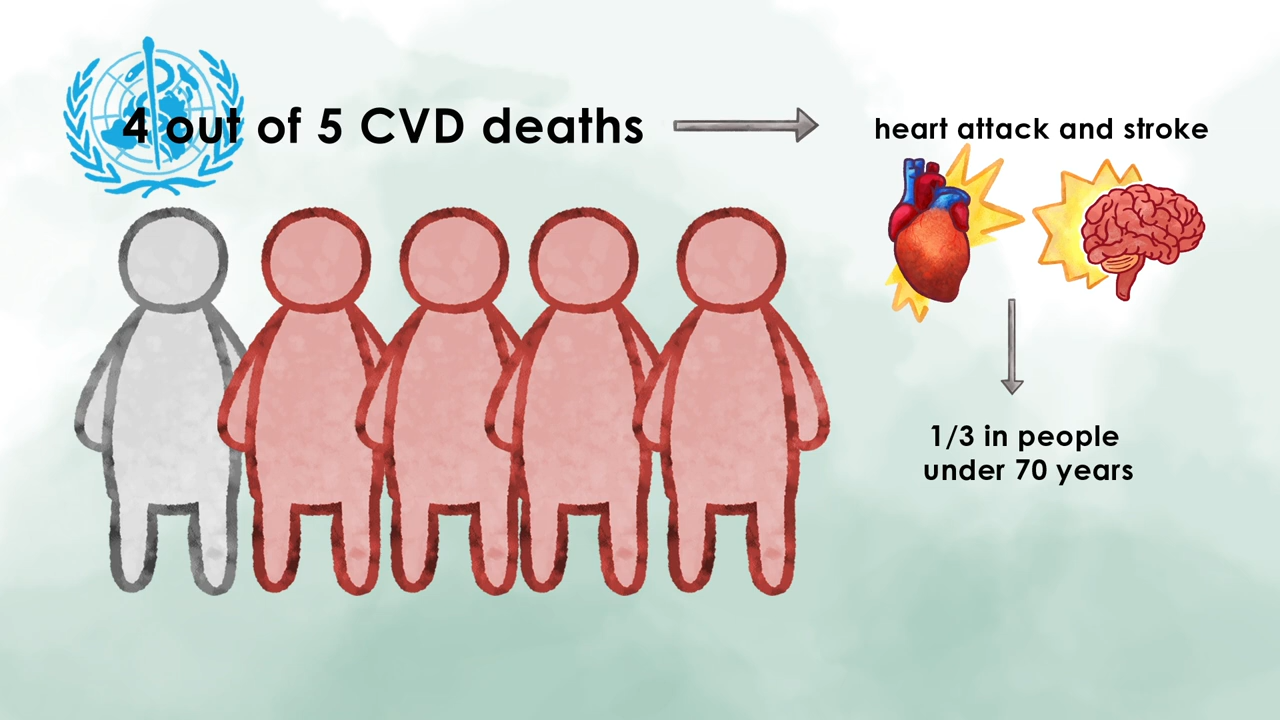 4 out of 5 CVD deaths
heart attack and stroke
1/3 in people
under 70 years